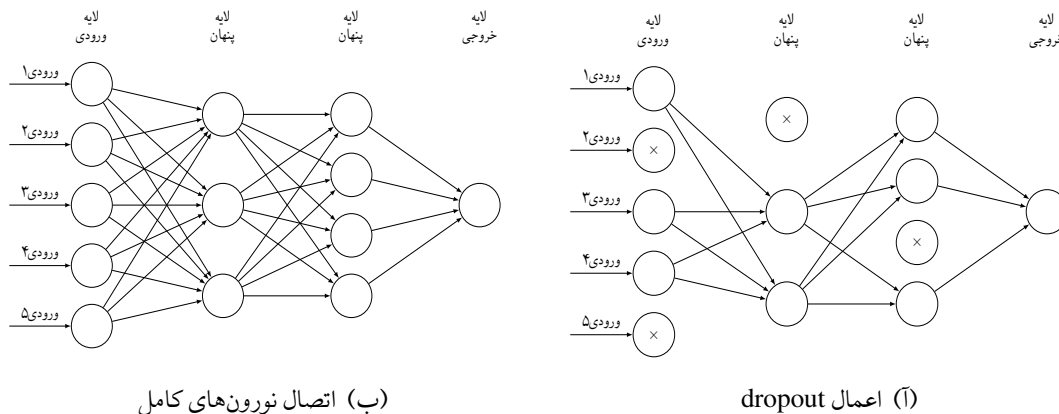 لایه
ورودی
لایه
پنهان
لایه
پنهان
لایه
خروجی
ورودی۱
ورودی۲
ورودی۳
ورودی۴
ورودی۵
(آ) اعمال dropout
لایه
ورودی
لایه
پنهان
لایه
پنهان
لایه
خروجی
ورودی۱
ورودی۲
ورودی۳
ورودی۴
ورودی۵
(ب) اتصال نورون‌های کامل